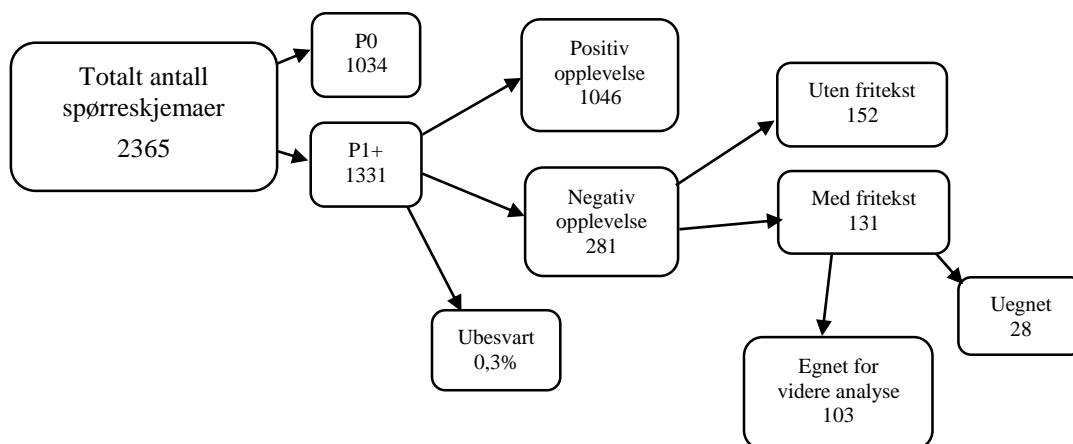 Totalt antall
spørreskjemaer
2365
P0
1034
P1+
1331
Positiv
opplevelse
1046
Negativ
opplevelse
281
Ubesvart
0,3%
Uten fritekst
152
Med fritekst
131
Uegnet
28
Egnet for
videre analyse
103